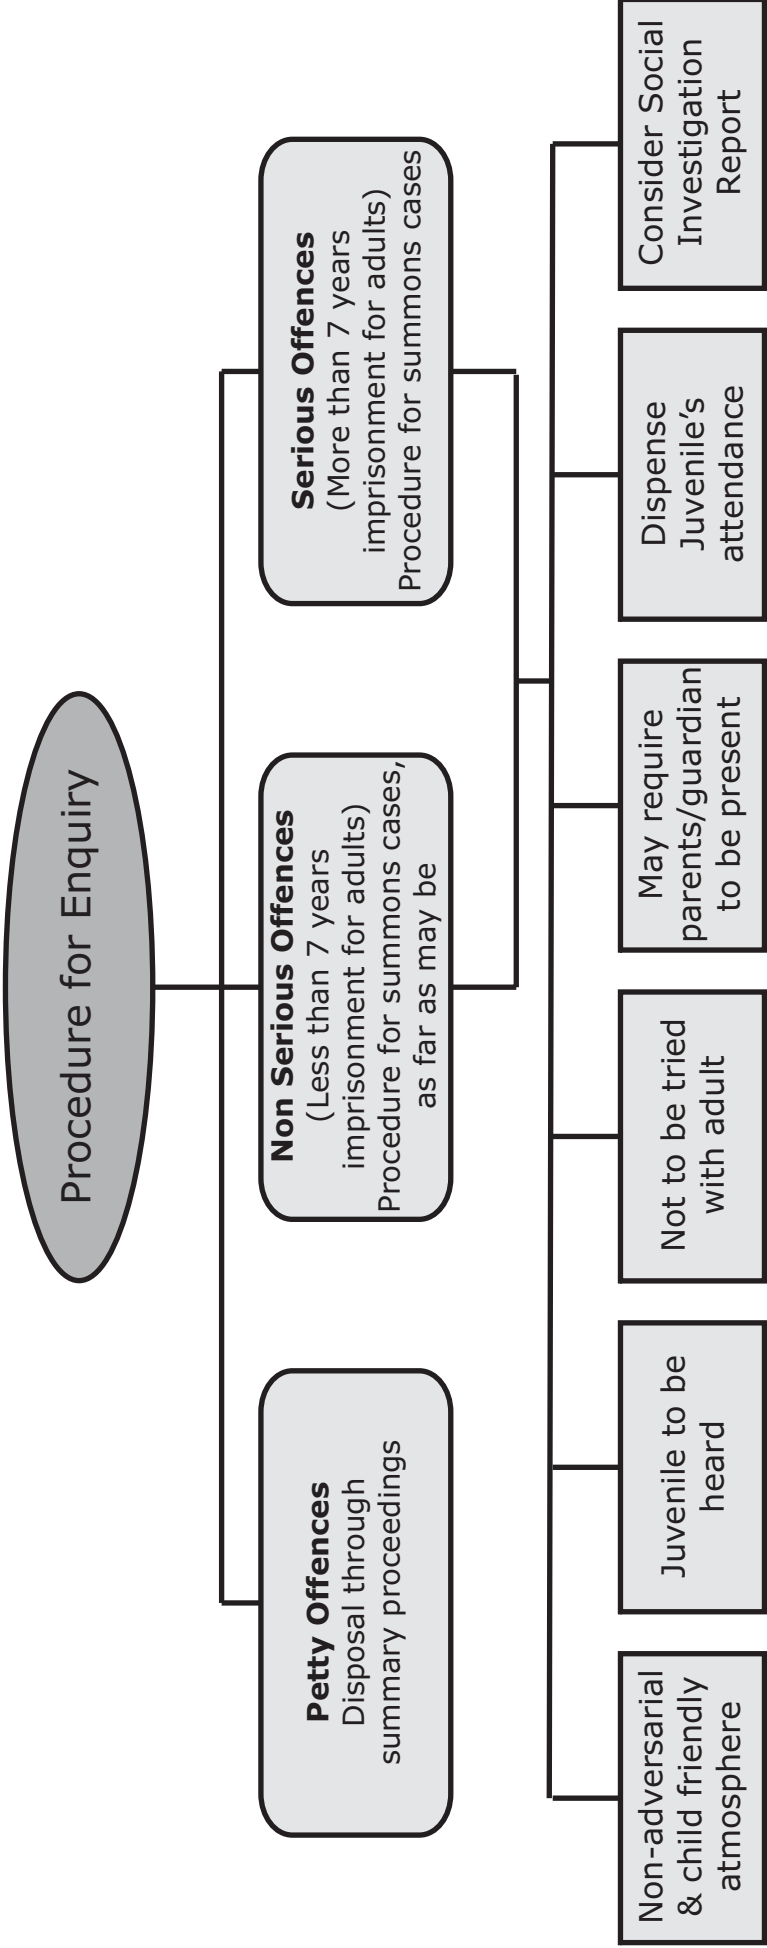 Procedure for Enquiry
Petty Offences
Disposal through
summary proceedings
Non Serious Offences
(Less than 7 years
imprisonment for adults)
Procedure for summons cases,
as far as may be
Serious Offences
(More than 7 years
imprisonment for adults)
Procedure for summons cases
Non-adversarial
& child friendly
atmosphere
Juvenile to be
heard
Not to be tried
with adult
May require
parents/guardian
to be present
Dispense
Juvenile’s
attendance
Consider Social
Investigation
Report